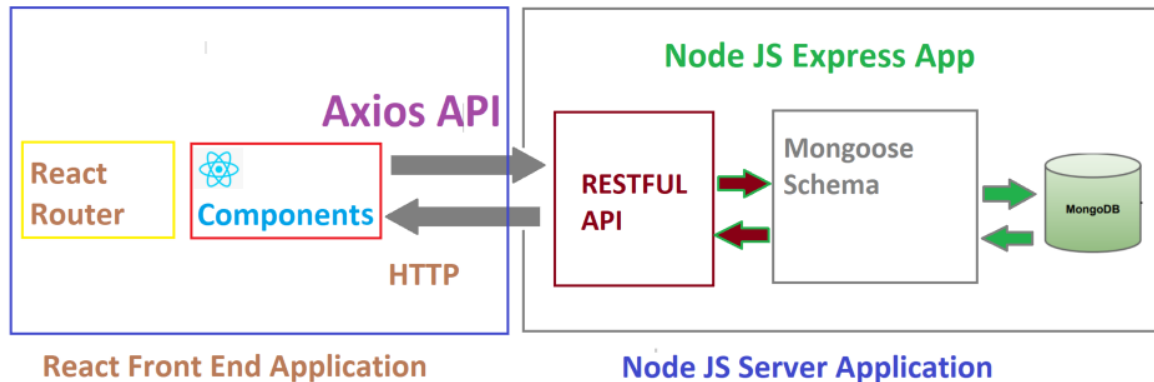 Node JS Express App
Axios API
React
Router
Components
HTTP
RESTFUL
API
Mongoose
Schema
MongoDB
React Front End Application
Node JS Server Application